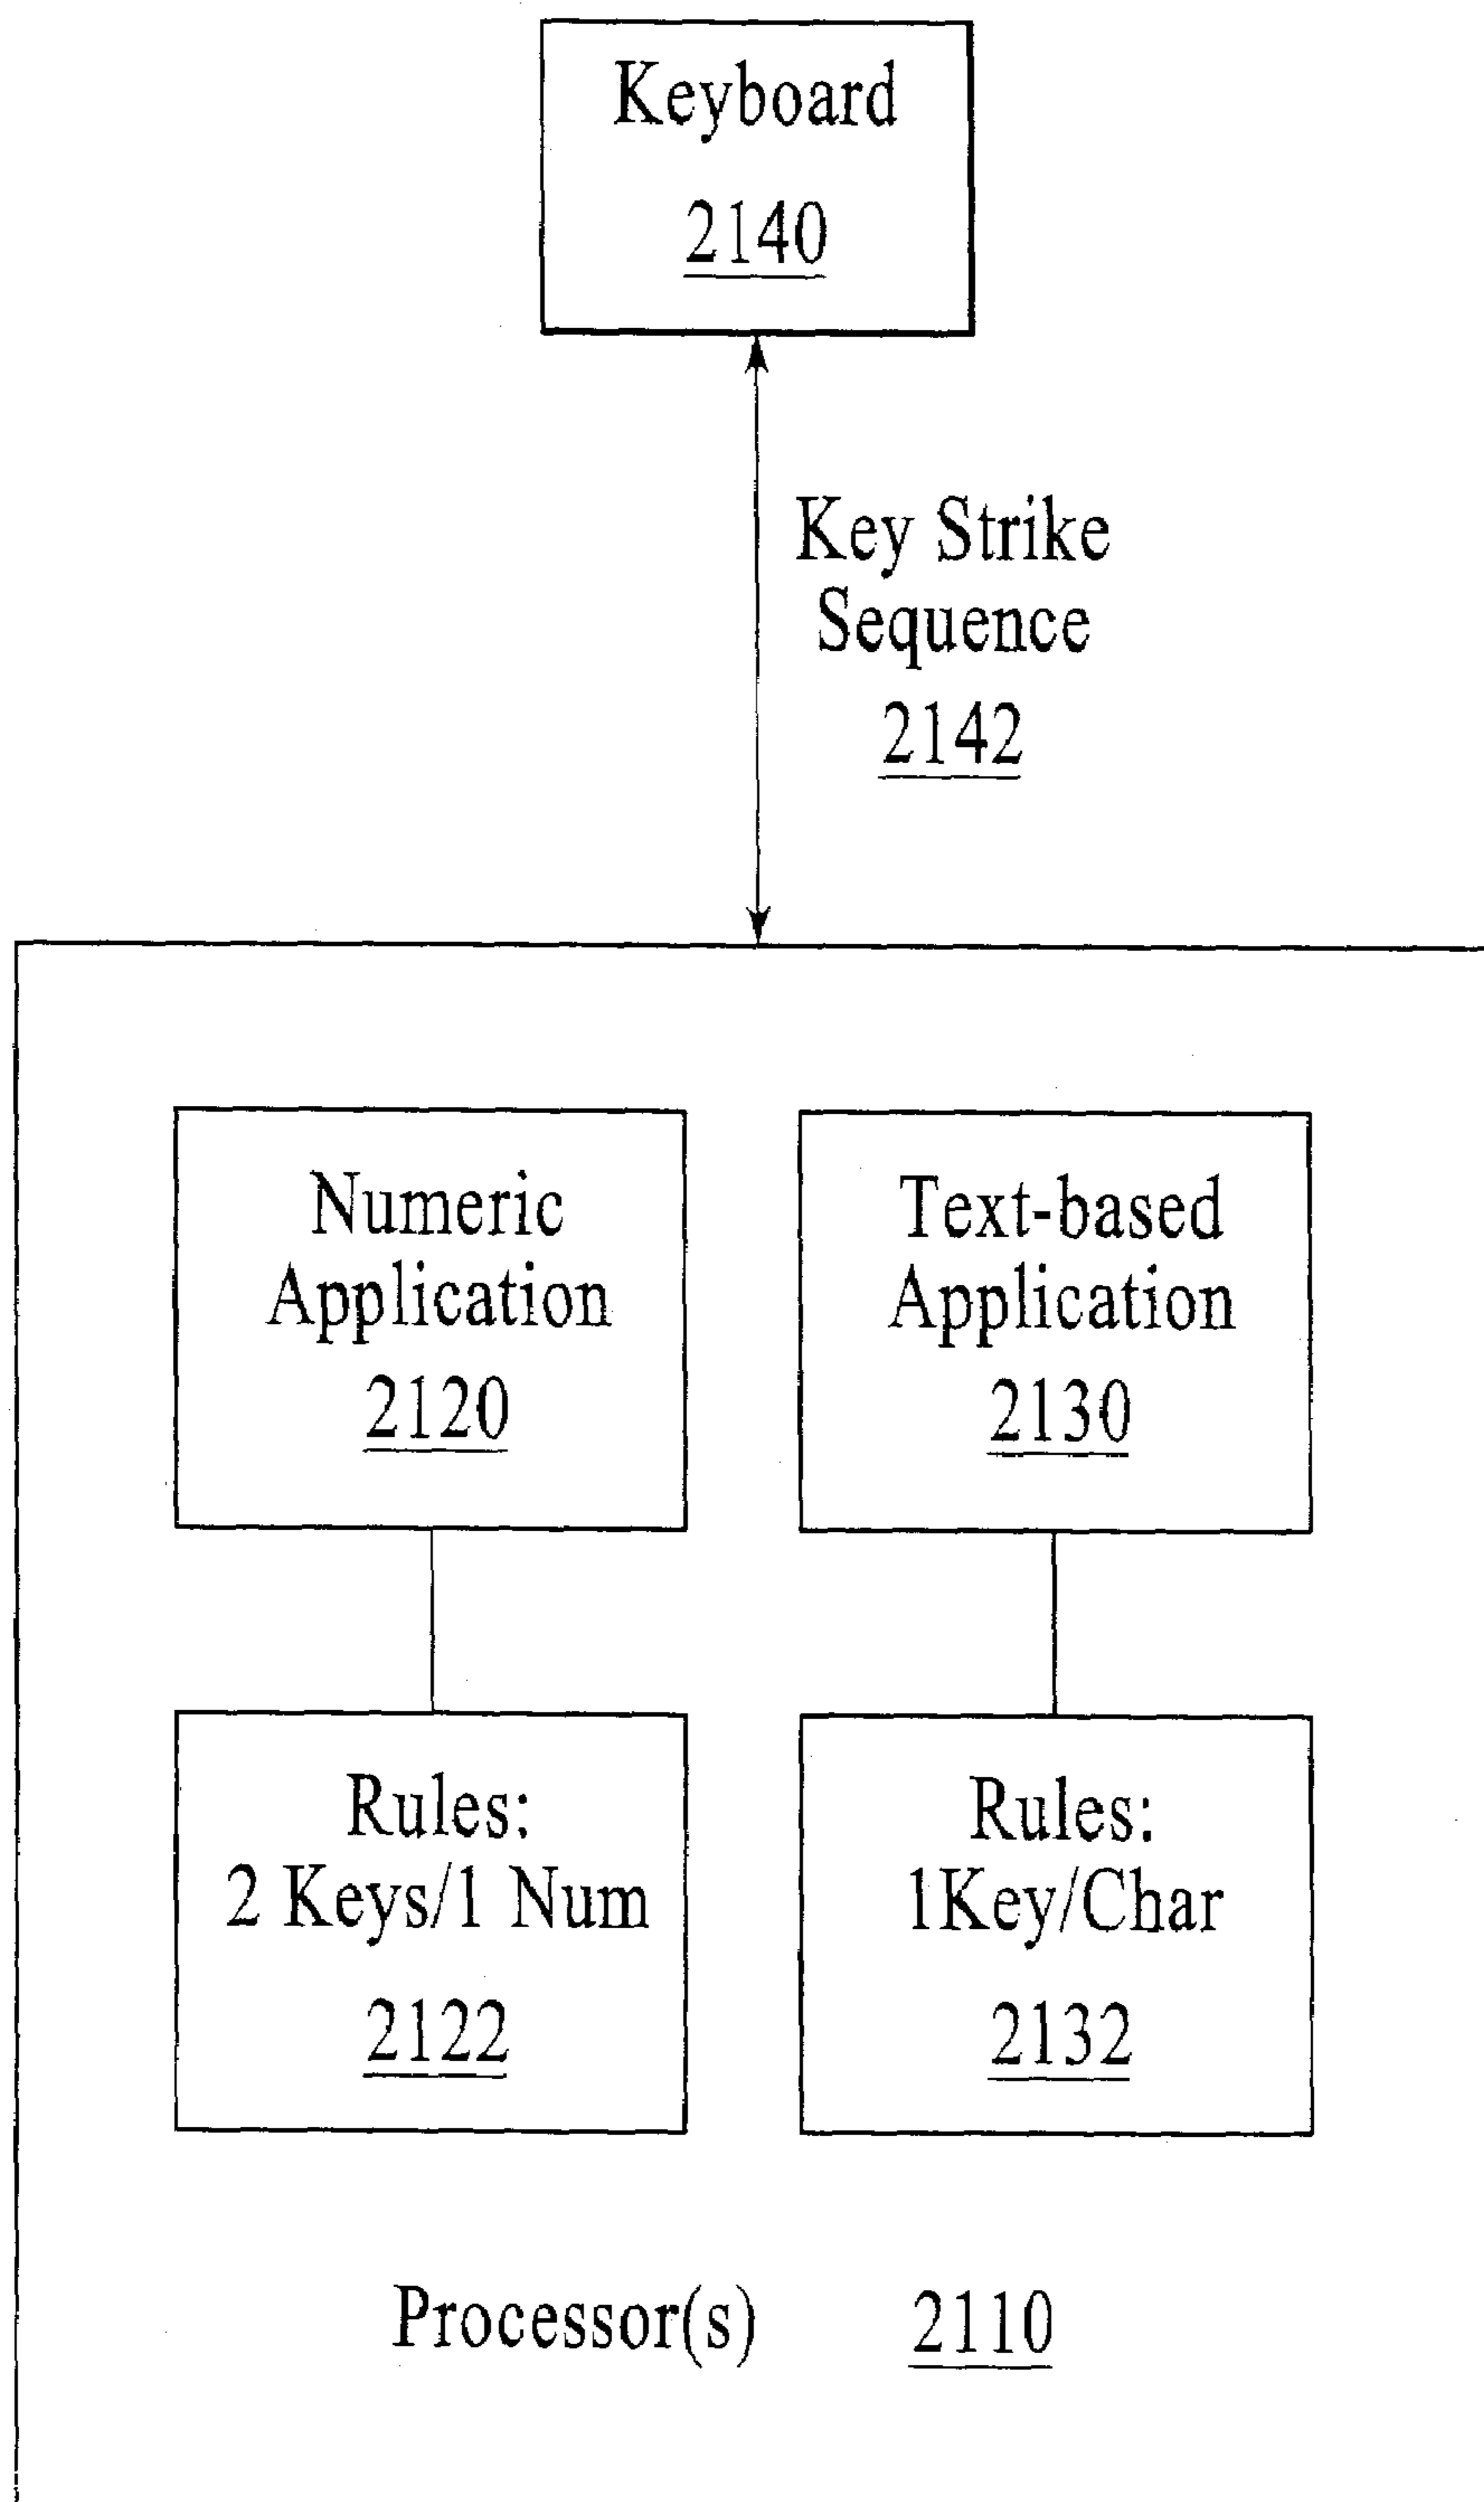 Keyboard
2140
Key Strike
Sequence
2142
Numeric
Application
2120
Text-based
Application
2130
Rules:
2 Keys/1 Num
2122
Rules:
1Key/Char
2132
Processor(s) 2110